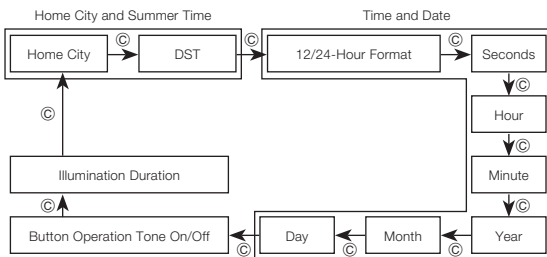 Home City and Summer Time
Time and Date
Home City © DST © 12/24-Hour Format © Seconds
©
Hour
©
©
Illumination Duration
Minute
©
©
Button Operation Tone On/Off © Day © Month © Year